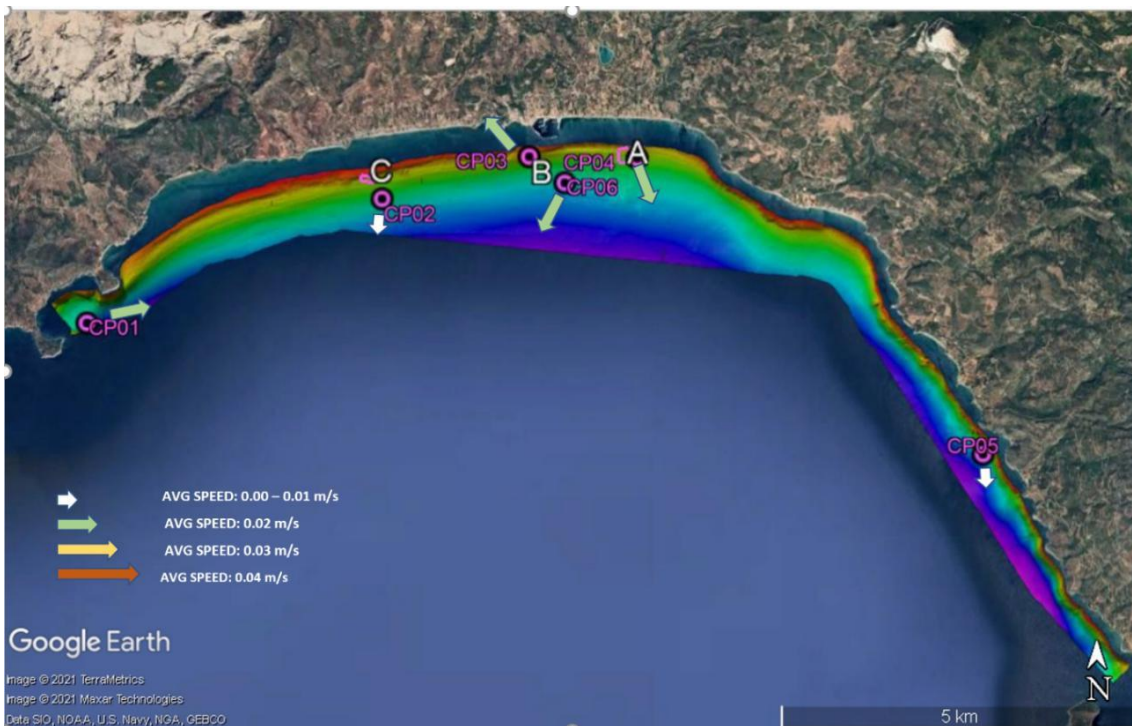 C
CP03
B
CP04
A
CP06
CP02
CP01
CP05
AVG SPEED: 0.00 – 0.01 m/s
AVG SPEED: 0.02 m/s
AVG SPEED: 0.03 m/s
AVG SPEED: 0.04 m/s
Google Earth
Image © 2021 TerraMetrics
Image © 2021 Maxar Technologies
Data SIO, NOAA, U.S. Navy, NGA, GEBCO
N
5 km